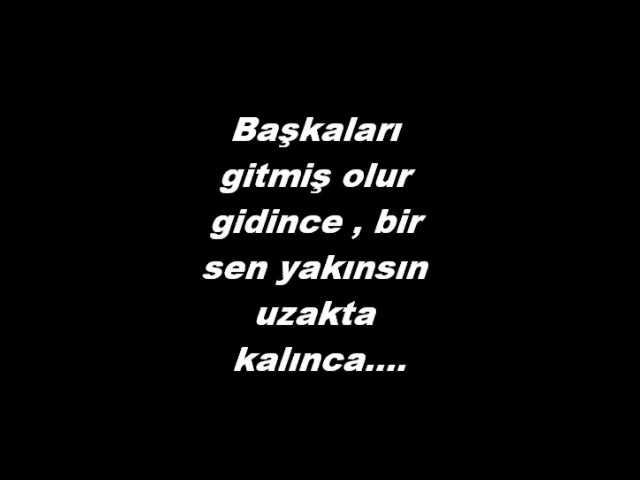 Başkaları
gitmiş olur
gidince , bir
sen yakınsın
uzakta
kalınca....